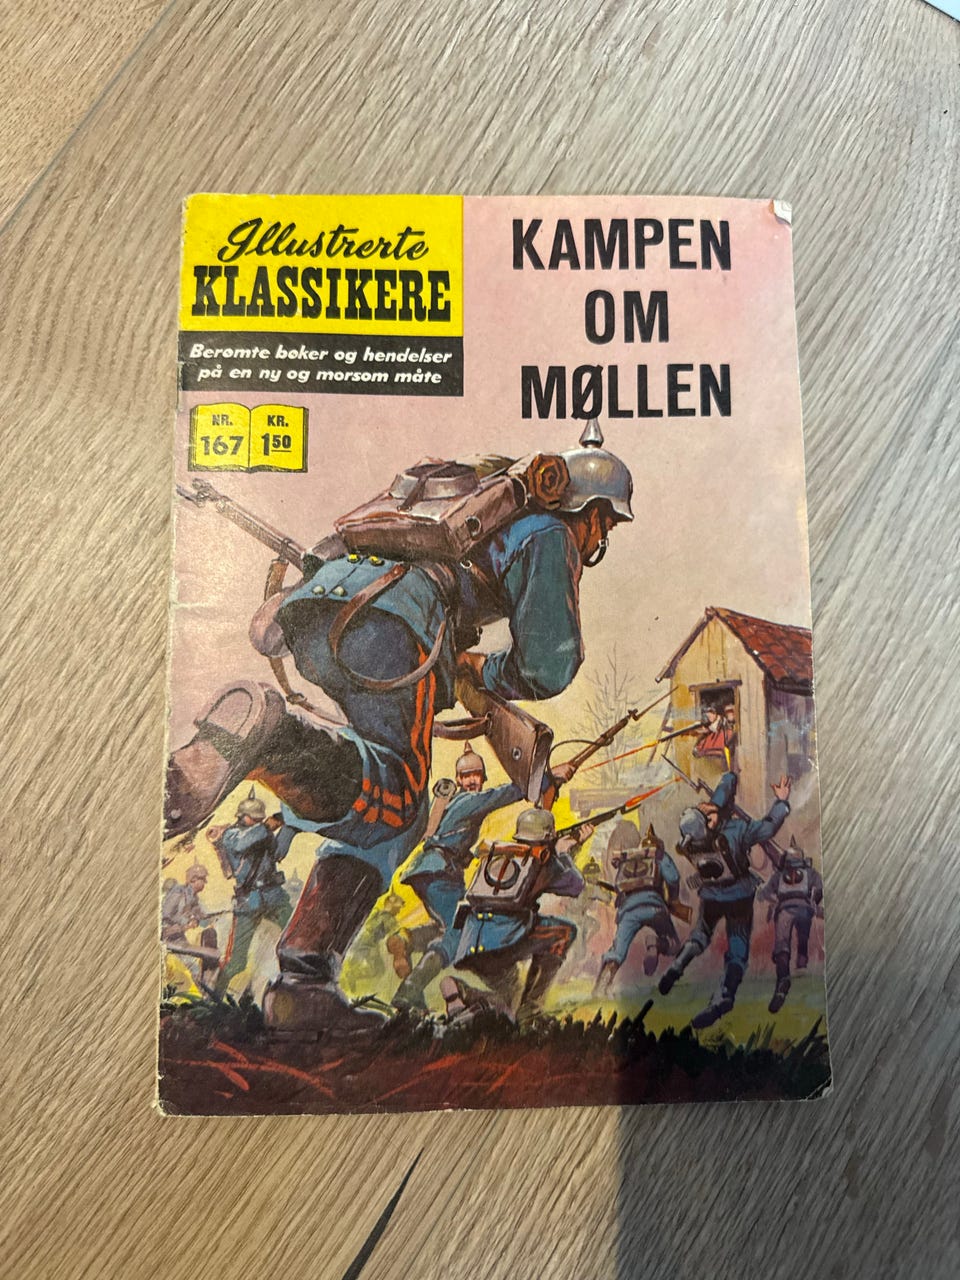 Illustrerte
KLASSIKERE
Berømte bøker og hendelser
på en ny og morsom måte
NR.
167
KR.
1.50
KAMPEN
OM
MØLLEN